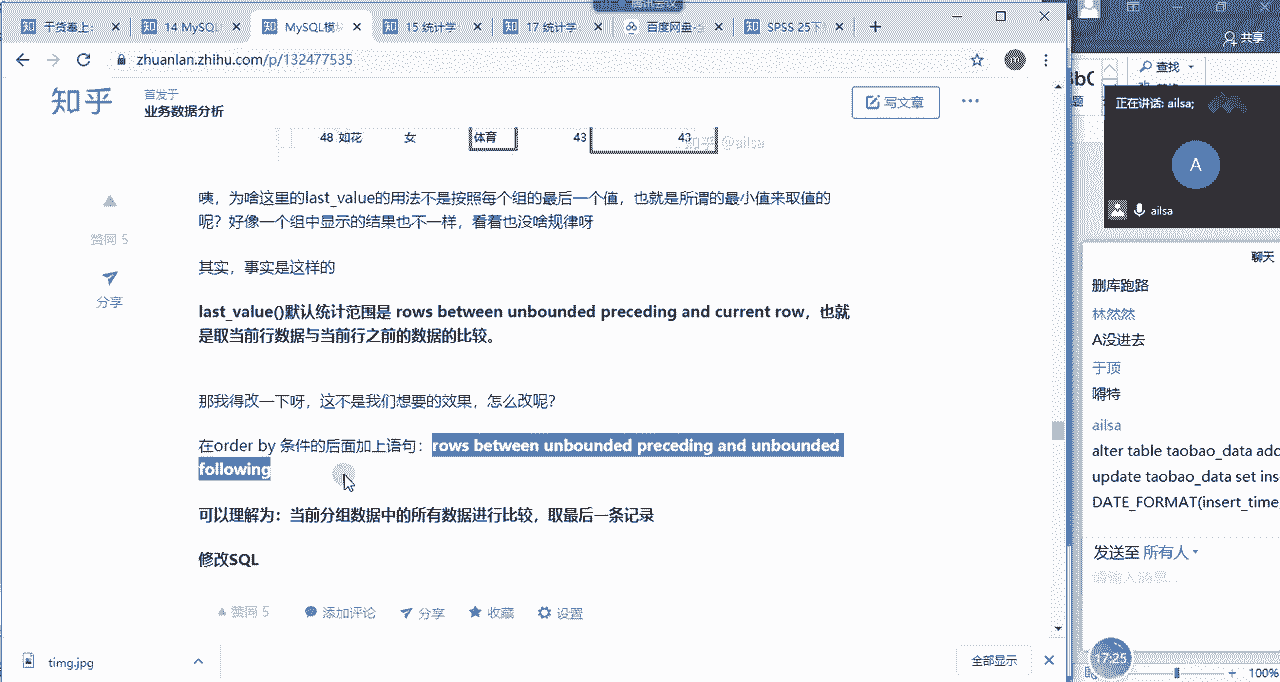 腾讯会议
干货奉上:
14 MySQL
MySQL模块
15 统计学
17 统计学
百度网盘-
SPSS 25下
zhuanlan.zhihu.com/p/132477535
共享
查找
知乎
首发于
业务数据分析
写文章
正在讲话: ailsa;
A
ailsa
48 如花 女 体育 43 43
知乎 @ailsa
咦，为啥这里的last_value的用法不是按照每个组的最后一个值，也就是所谓的最小值来取值的
呢？好像一个组中显示的结果也不一样，看着也没啥规律呀
赞同 5
分享
其实，事实是这样的
last_value()默认统计范围是 rows between unbounded preceding and current row，也就
是取当前行数据与当前行之前的数据的比较。
那我得改一下呀，这不是我们想要的效果，怎么改呢？
在order by 条件的后面加上语句：rows between unbounded preceding and unbounded
following
可以理解为：当前分组数据中的所有数据进行比较，取最后一条记录
修改SQL
赞同 5 添加评论 分享 收藏 设置
timg.jpg
全部显示
聊天
删库跑路
林然然
A没进去
于顶
嘚特
ailsa
alter table taobao_data add
update taobao_data set ins
DATE_FORMAT(insert_time,
发送至 所有人
请输入消息...
17:25
100%